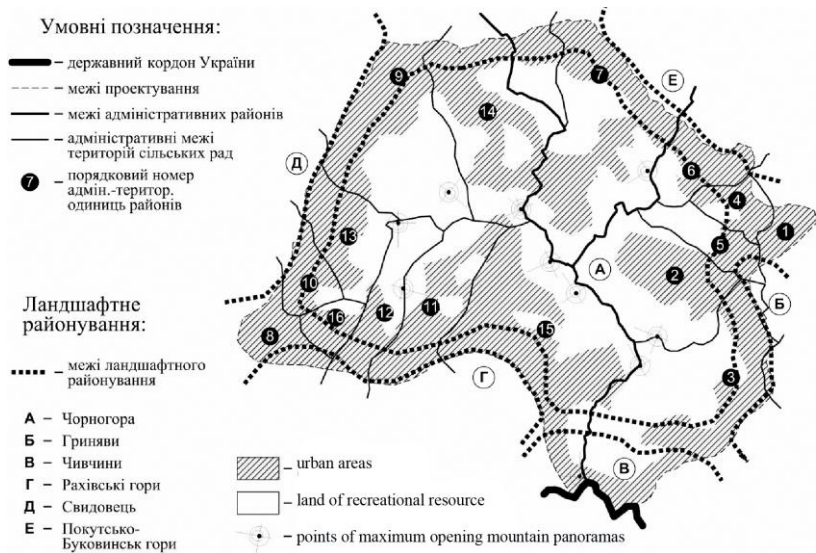 Умовні позначення:
– державний кордон України
– межі проектування
– межі адміністративних районів
– адміністративні межі
територій сільських рад
7 – порядковий номер
адмін.-територ.
одиниць районів
Ландшафтне
районування:
– межі ландшафтного
районування
А – Чорногора
Б – Гриняви
В – Чивчини
Г – Рахівські гори
Д – Свидовець
Е – Покутсько-
Буковинськ гори
– urban areas
– land of recreational resource
– points of maximum opening mountain panoramas
9
7
Е
14
Д
6
4
1
5
13
А
2
10
Б
12
11
16
15
8
Г
3
В